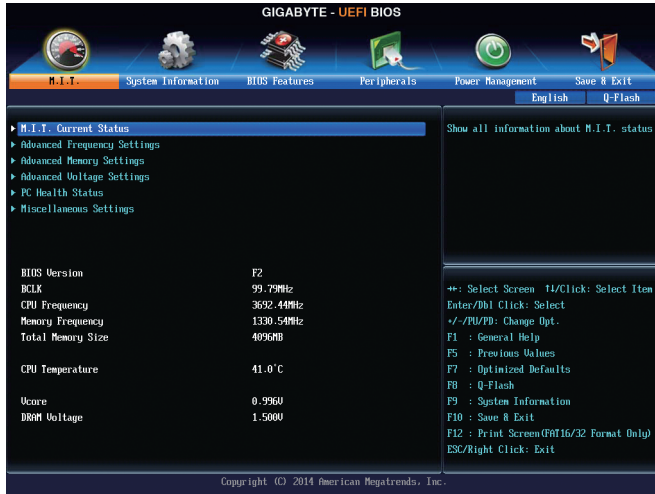 GIGABYTE - UEFI BIOS
M.I.T. System Information BIOS Features Peripherals Power Management Save & Exit
English Q-Flash
M.I.T. Current Status
Advanced Frequency Settings
Advanced Memory Settings
Advanced Voltage Settings
PC Health Status
Miscellaneous Settings
Show all information about M.I.T. status
BIOS Version F2
BCLK 99.79MHz
CPU Frequency 3692.44MHz
Memory Frequency 1330.54MHz
Total Memory Size 4096MB
CPU Temperature 41.0°C
Vcore 0.996V
DRAM Voltage 1.500V
→←: Select Screen ↑↓/Click: Select Item
Enter/Dbl Click: Select
+/-/PU/PD: Change Opt.
F1 : General Help
F5 : Previous Values
F7 : Optimized Defaults
F8 : Q-Flash
F9 : System Information
F10 : Save & Exit
F12 : Print Screen(FAT16/32 Format Only)
ESC/Right Click: Exit
Copyright (C) 2014 American Megatrends, Inc.